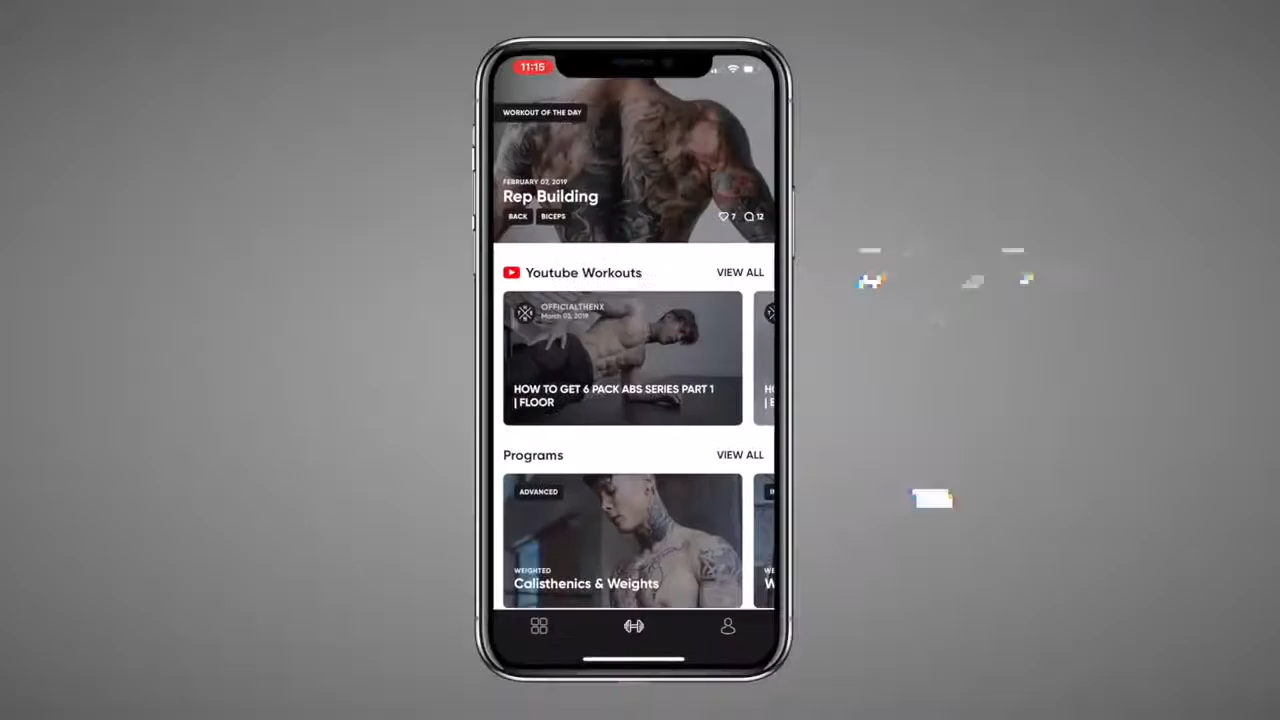 11:15
WORKOUT OF THE DAY
FEBRUARY 07, 2019
Rep Building
BACK BICEPS 7 12
Youtube Workouts VIEW ALL
OFFICIALTHENX
March 03, 2019
HOW TO GET 6 PACK ABS SERIES PART 1
| FLOOR
Programs VIEW ALL
ADVANCED
WEIGHTED
Calisthenics & Weights